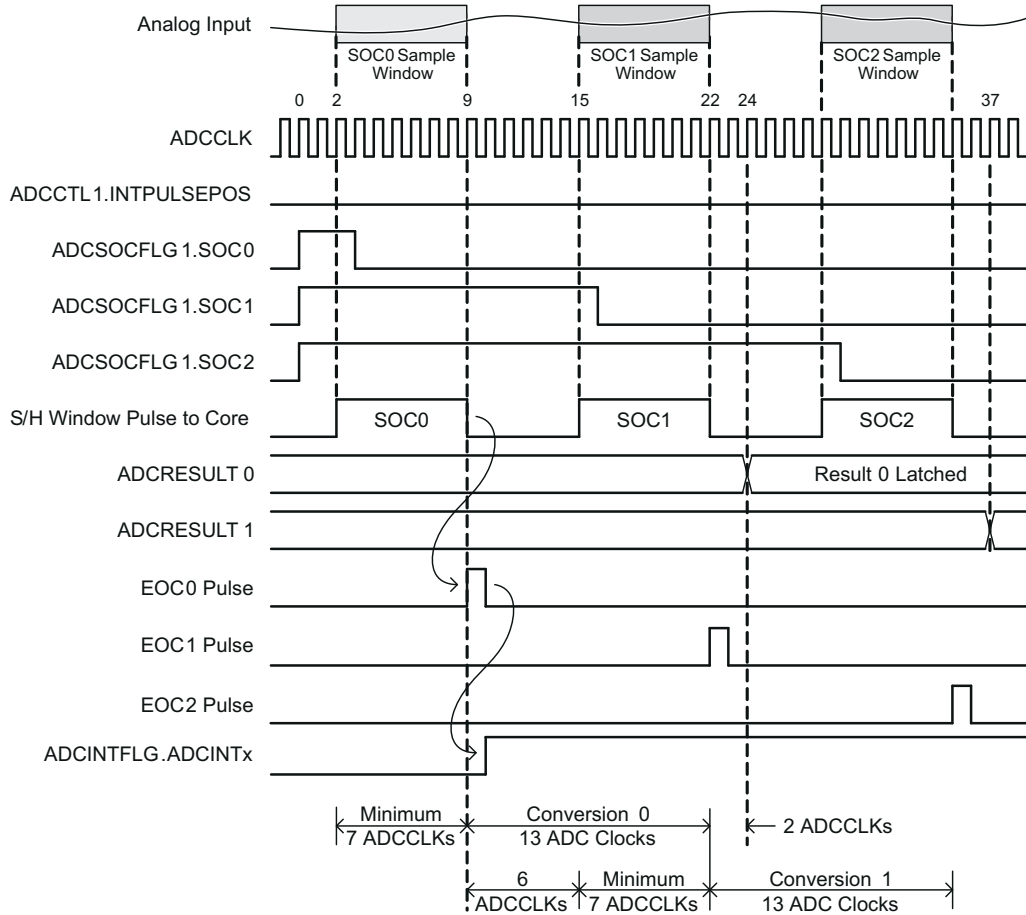 Analog Input
SOC0 Sample
Window
SOC1 Sample
Window
SOC2 Sample
Window
0 2 9 15 22 24 37
ADCCLK
ADCCTL1.INTPULSEPOS
ADCSOCFLG 1.SOC0
ADCSOCFLG 1.SOC1
ADCSOCFLG 1.SOC2
S/H Window Pulse to Core
SOC0
SOC1
SOC2
ADCRESULT 0
Result 0 Latched
ADCRESULT 1
EOC0 Pulse
EOC1 Pulse
EOC2 Pulse
ADCINTFLG.ADCINTx
Minimum
7 ADCCLKs
Conversion 0
13 ADC Clocks
2 ADCCLKs
6
ADCCLKs
Minimum
7 ADCCLKs
Conversion 1
13 ADC Clocks